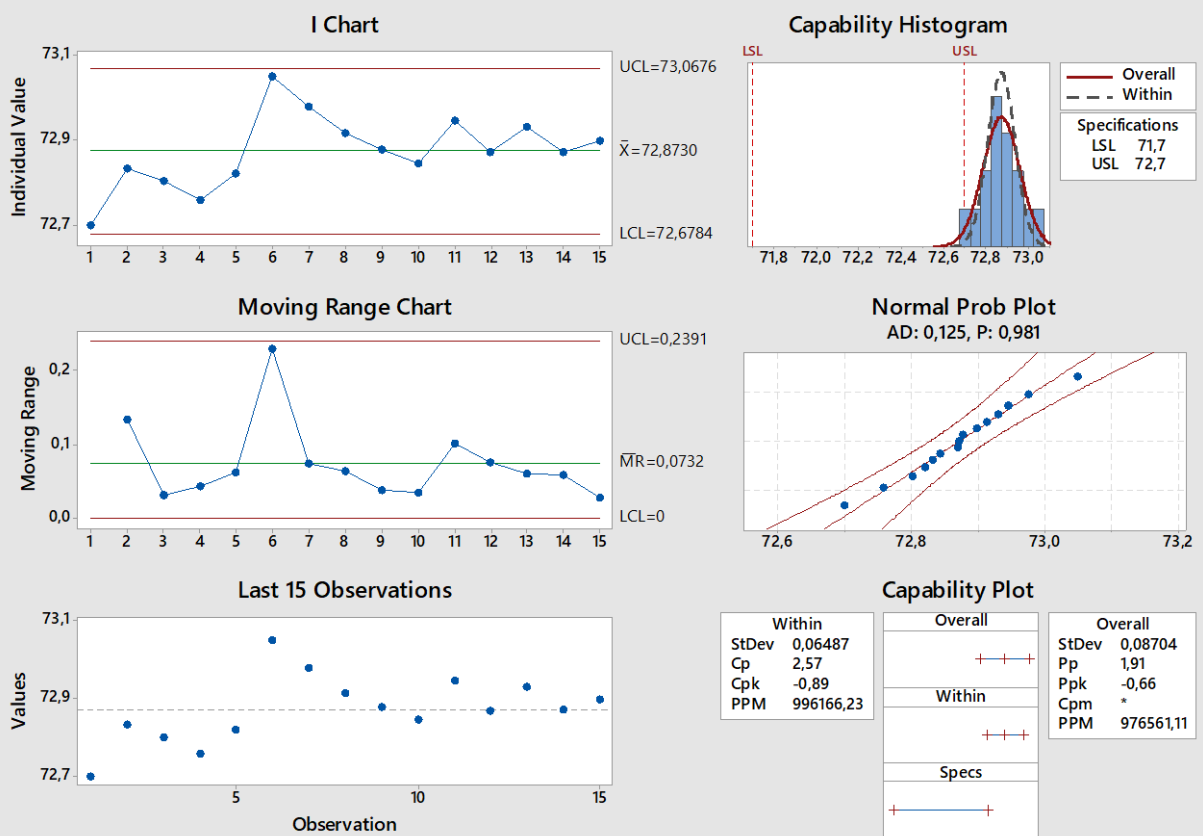 I Chart
Individual Value
73,1
72,9
72,7
1 2 3 4 5 6 7 8 9 10 11 12 13 14 15
UCL=73,0676
X̄=72,8730
LCL=72,6784
Capability Histogram
LSL
USL
71,8 72,0 72,2 72,4 72,6 72,8 73,0
Overall
Within
Specifications
LSL 71,7
USL 72,7
Moving Range Chart
Moving Range
0,2
0,1
0,0
1 2 3 4 5 6 7 8 9 10 11 12 13 14 15
UCL=0,2391
M̄R̄=0,0732
LCL=0
Normal Prob Plot
AD: 0,125, P: 0,981
72,6 72,8 73,0 73,2
Last 15 Observations
Values
73,1
72,9
72,7
5 10 15
Observation
Capability Plot
Within
StDev 0,06487
Cp 2,57
Cpk -0,89
PPM 996166,23
Overall
Within
Specs
Overall
StDev 0,08704
Pp 1,91
Ppk -0,66
Cpm *
PPM 976561,11